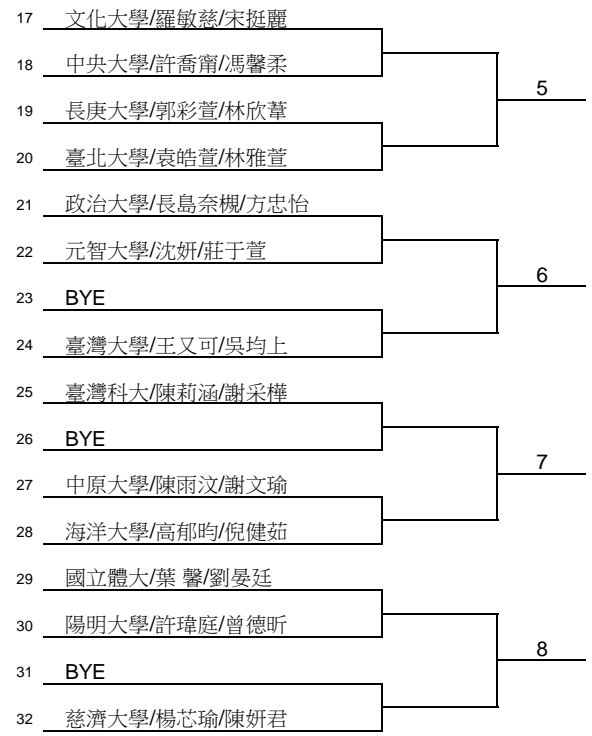 17 文化大學/羅敏慈/宋挺麗
18 中央大學/許喬甯/馮馨柔
5
19 長庚大學/郭彩萱/林欣葦
20 臺北大學/袁皓萱/林雅萱
21 政治大學/長島奈槻/方忠怡
22 元智大學/沈妍/莊于萱
6
23 BYE
24 臺灣大學/王又可/吳均上
25 臺灣科大/陳莉涵/謝采樺
26 BYE
7
27 中原大學/陳雨汶/謝文瑜
28 海洋大學/高郁昀/倪健茹
29 國立體大/葉 馨/劉晏廷
30 陽明大學/許瑋庭/曾德昕
8
31 BYE
32 慈濟大學/楊芯瑜/陳妍君